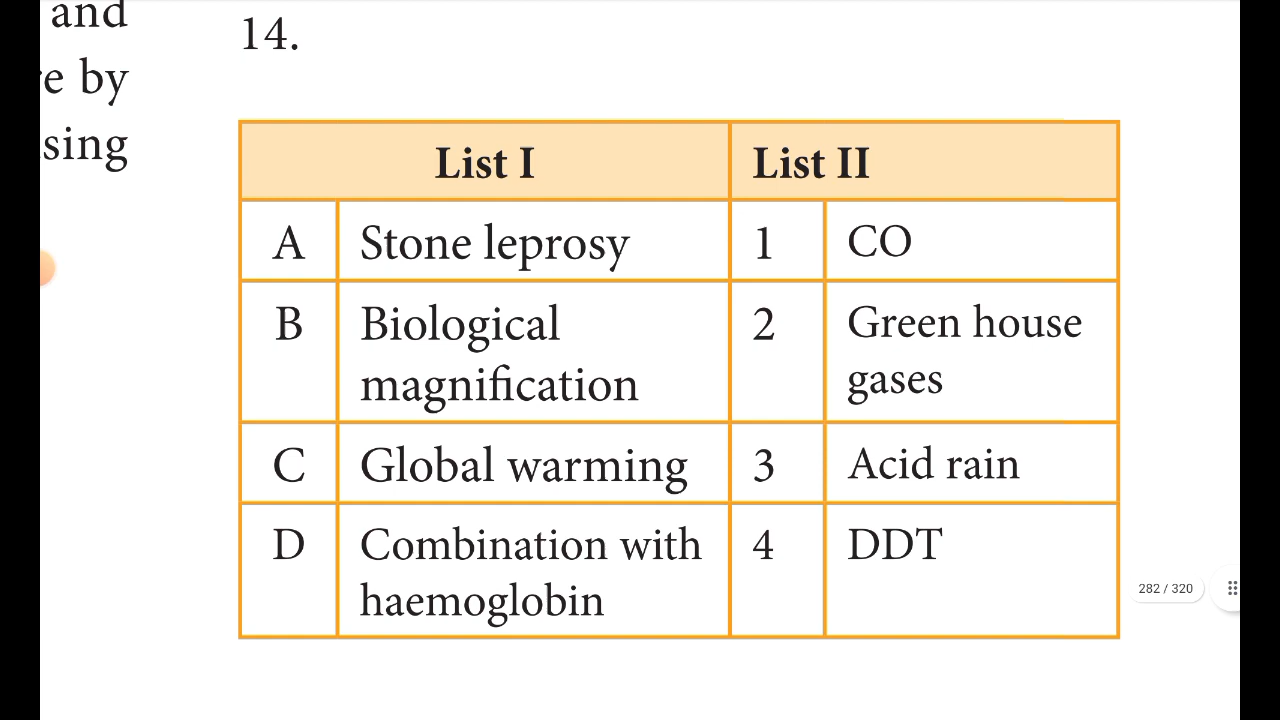 and
e by
sing
14.
List I List II
A Stone leprosy 1 CO
B Biological magnification 2 Green house gases
C Global warming 3 Acid rain
D Combination with haemoglobin 4 DDT
282 / 320